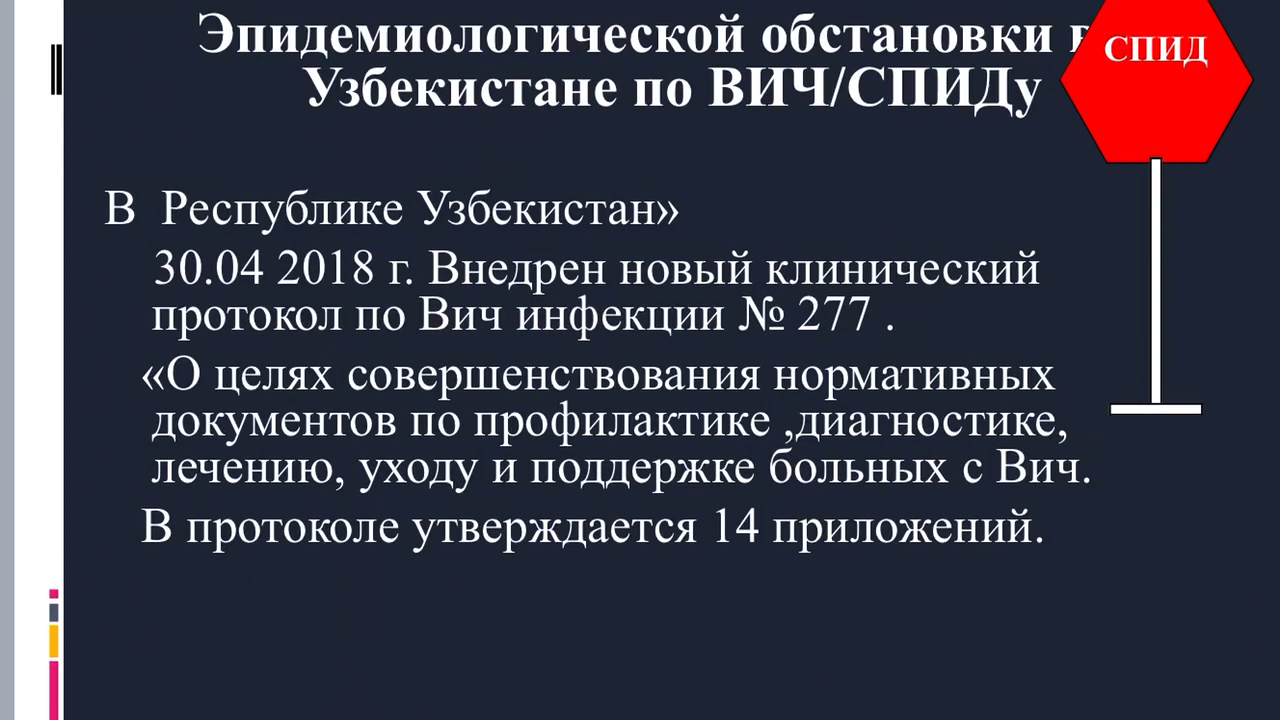 Эпидемиологической обстановки в
Узбекистане по ВИЧ/СПИДу
СПИД
В Республике Узбекистан»
30.04 2018 г. Внедрен новый клинический
протокол по Вич инфекции № 277 .
«О целях совершенствования нормативных
документов по профилактике ,диагностике,
лечению, уходу и поддержке больных с Вич.
В протоколе утверждается 14 приложений.